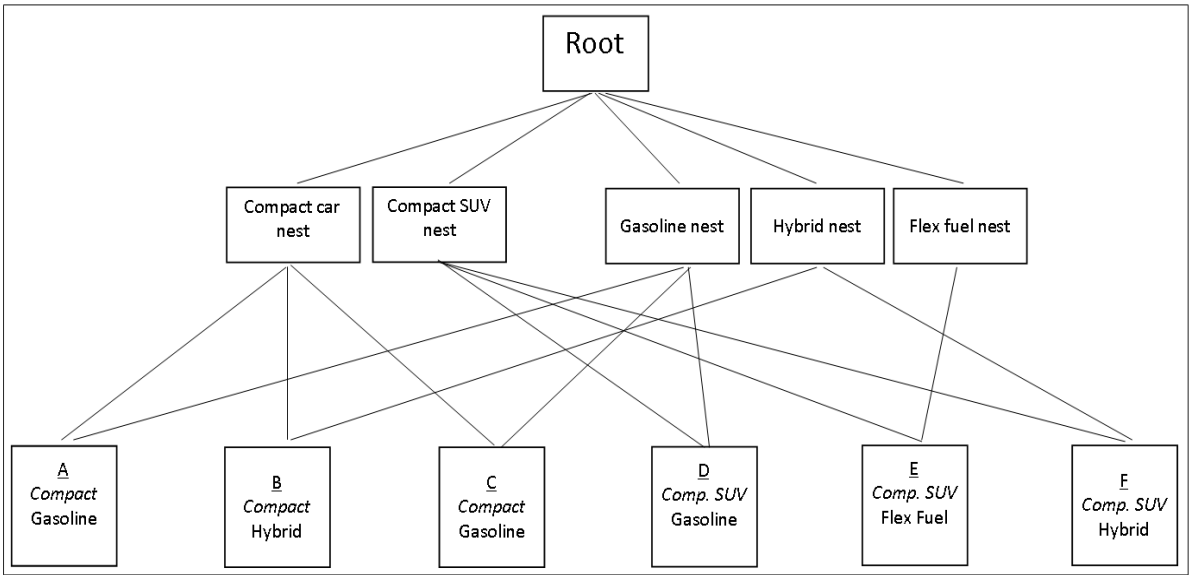 Root
Compact car
nest
Compact SUV
nest
Gasoline nest
Hybrid nest
Flex fuel nest
A
Compact
Gasoline
B
Compact
Hybrid
C
Compact
Gasoline
D
Comp. SUV
Gasoline
E
Comp. SUV
Flex Fuel
F
Comp. SUV
Hybrid